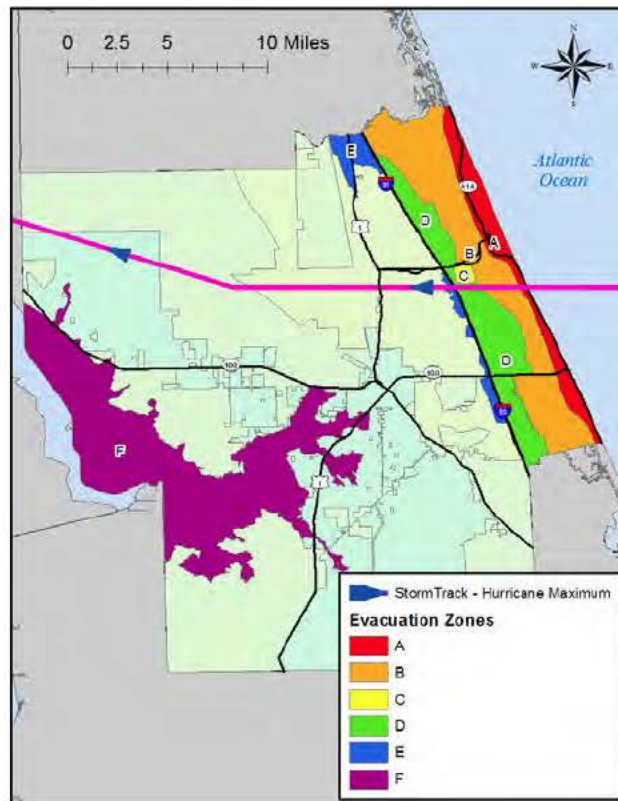 0 2.5 5 10 Miles
N
W E
S
Atlantic
Ocean
E
95
A1A
D
1
B
A
C
100
100
D
95
F
1
StormTrack - Hurricane Maximum
Evacuation Zones
A
B
C
D
E
F